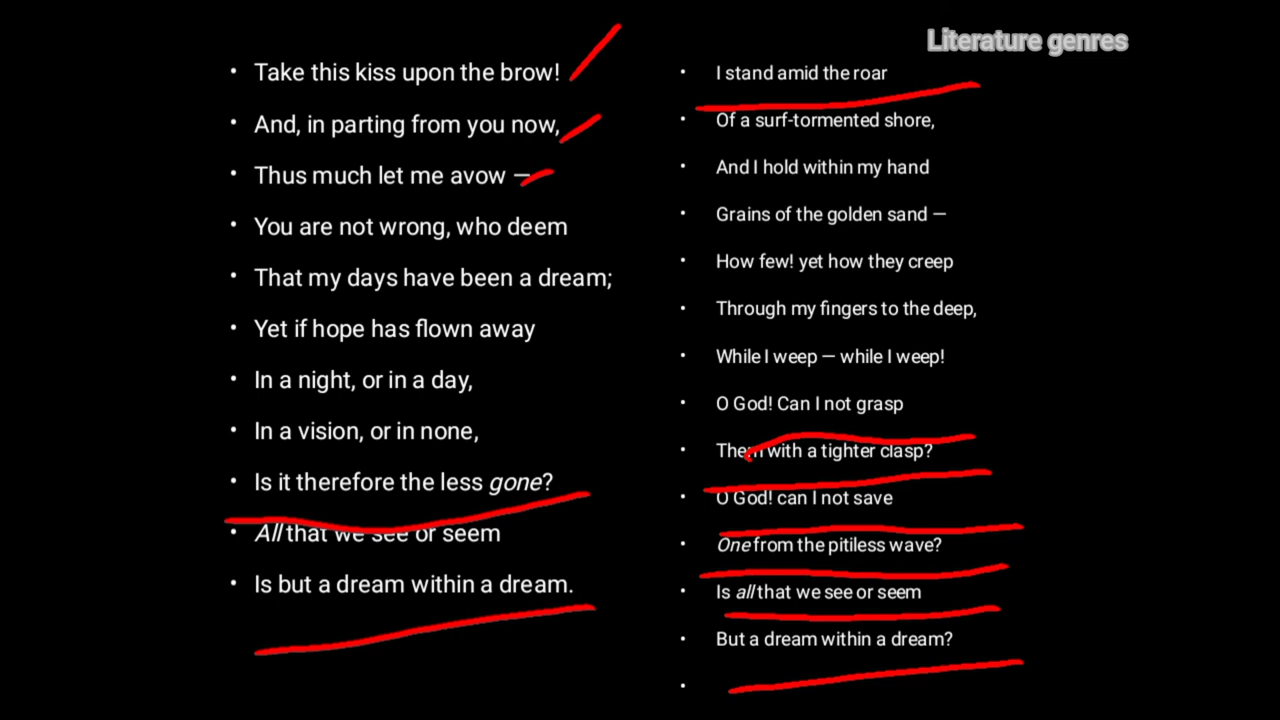 Literature genres
• Take this kiss upon the brow!
• And, in parting from you now,
• Thus much let me avow —
• You are not wrong, who deem
• That my days have been a dream;
• Yet if hope has flown away
• In a night, or in a day,
• In a vision, or in none,
• Is it therefore the less gone?
• All that we see or seem
• Is but a dream within a dream.
• I stand amid the roar
• Of a surf-tormented shore,
• And I hold within my hand
• Grains of the golden sand —
• How few! yet how they creep
• Through my fingers to the deep,
• While I weep — while I weep!
• O God! Can I not grasp
• Them with a tighter clasp?
• O God! can I not save
• One from the pitiless wave?
• Is all that we see or seem
• But a dream within a dream?
•